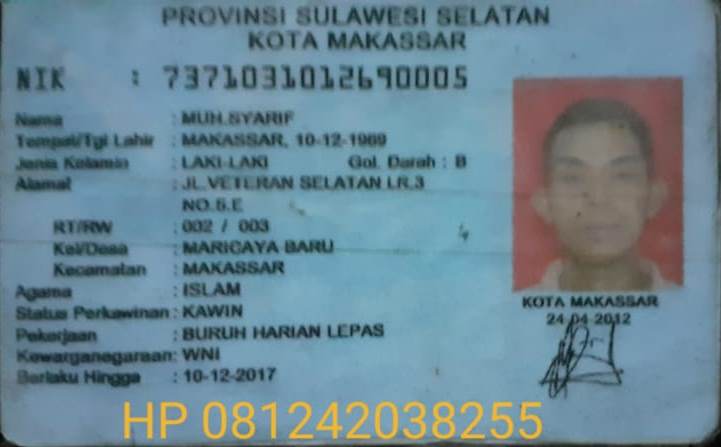 PROVINSI SULAWESI SELATAN
KOTA MAKASSAR
NIK : 7371031012690005
Nama : MUH.SYARIF
Tempat/Tgl Lahir : MAKASSAR, 10-12-1969
Jenis Kelamin : LAKI-LAKI Gol. Darah : B
Alamat : JL.VETERAN SELATAN LR.3
NO.5.E
RT/RW : 002 / 003
Kel/Desa : MARICAYA BARU
Kecamatan : MAKASSAR
Agama : ISLAM
Status Perkawinan : KAWIN
Pekerjaan : BURUH HARIAN LEPAS
Kewarganegaraan: WNI
Berlaku Hingga : 10-12-2017
KOTA MAKASSAR
24-04-2012
HP 081242038255